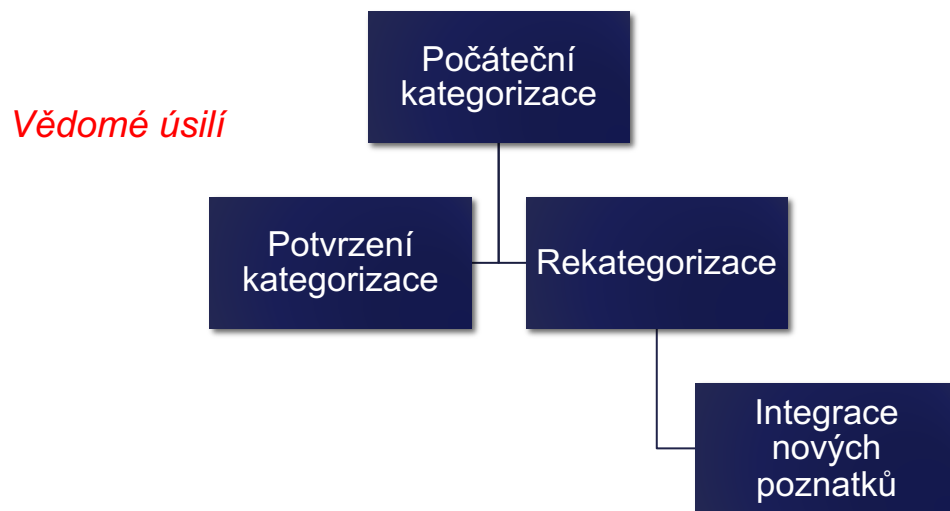 Počáteční
kategorizace
Vědomé úsilí
Potvrzení
kategorizace
Rekategorizace
Integrace
nových
poznatků